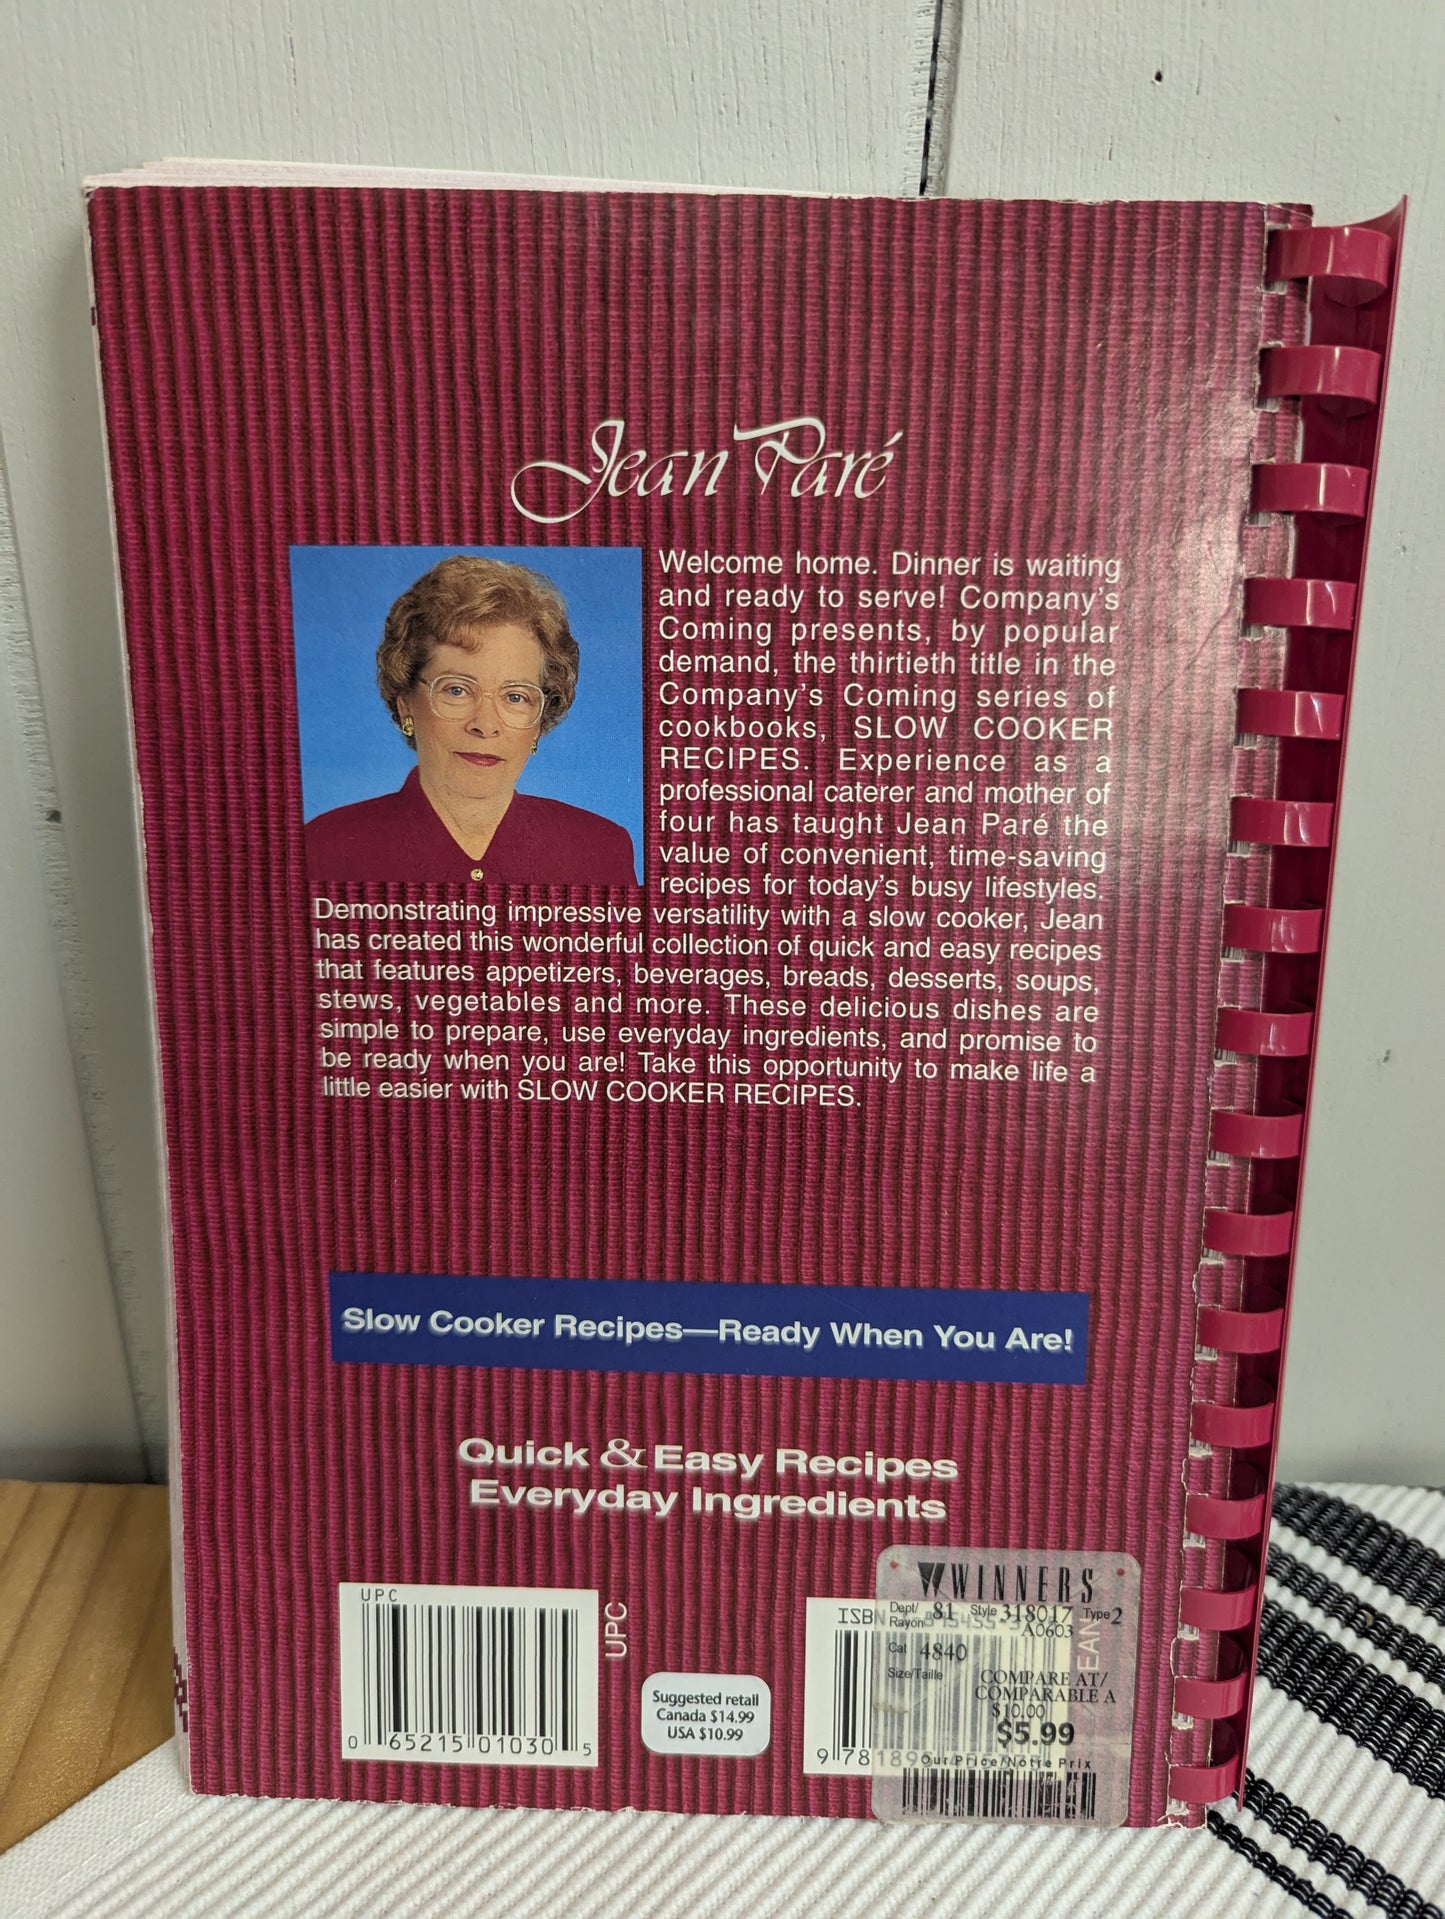 Jean Paré
Welcome home. Dinner is waiting
and ready to serve! Company's
Coming presents, by popular
demand, the thirtieth title in the
Company's Coming series of
cookbooks, SLOW COOKER
RECIPES. Experience as a
professional caterer and mother of
four has taught Jean Paré the
value of convenient, time-saving
recipes for today's busy lifestyles.
Demonstrating impressive versatility with a slow cooker, Jean
has created this wonderful collection of quick and easy recipes
that features appetizers, beverages, breads, desserts, soups,
stews, vegetables and more. These delicious dishes are
simple to prepare, use everyday ingredients, and promise to
be ready when you are! Take this opportunity to make life a
little easier with SLOW COOKER RECIPES.
Slow Cooker Recipes—Ready When You Are!
Quick & Easy Recipes
Everyday Ingredients
UPC
UPC
0 65215 01030 5
Suggested retail
Canada $14.99
USA $10.99
ISBN
EAN
9 78189
WINNERS
Dept/ Rayon 81 Style 318017 Type 2
A0603
Cat 4840
Size/Taille
COMPARE AT/
COMPARABLE A
$10.00
$5.99
Our Price/Notre Prix